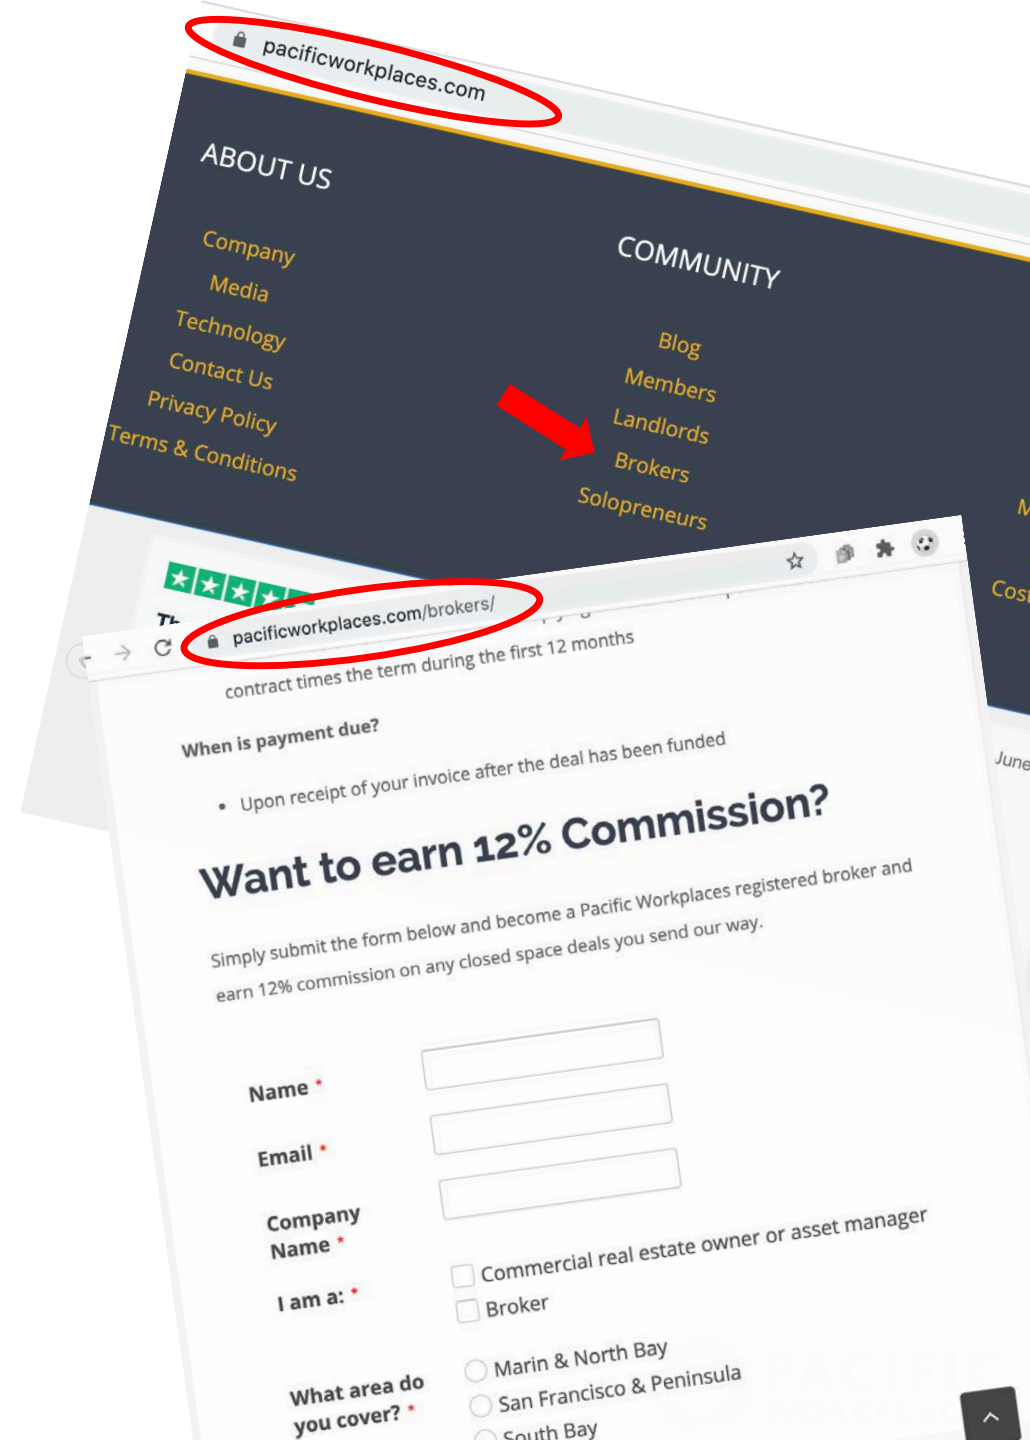 pacificworkplaces.com
ABOUT US
Company
Media
Technology
Contact Us
Privacy Policy
Terms & Conditions
COMMUNITY
Blog
Members
Landlords
Brokers
Solopreneurs
June
pacificworkplaces.com/brokers/
contract times the term during the first 12 months
When is payment due?
• Upon receipt of your invoice after the deal has been funded
Want to earn 12% Commission?
Simply submit the form below and become a Pacific Workplaces registered broker and
earn 12% commission on any closed space deals you send our way.
Name *
Email *
Company
Name *
I am a: *
Commercial real estate owner or asset manager
Broker
What area do
you cover? *
Marin & North Bay
San Francisco & Peninsula
South Bay
PACIFIC